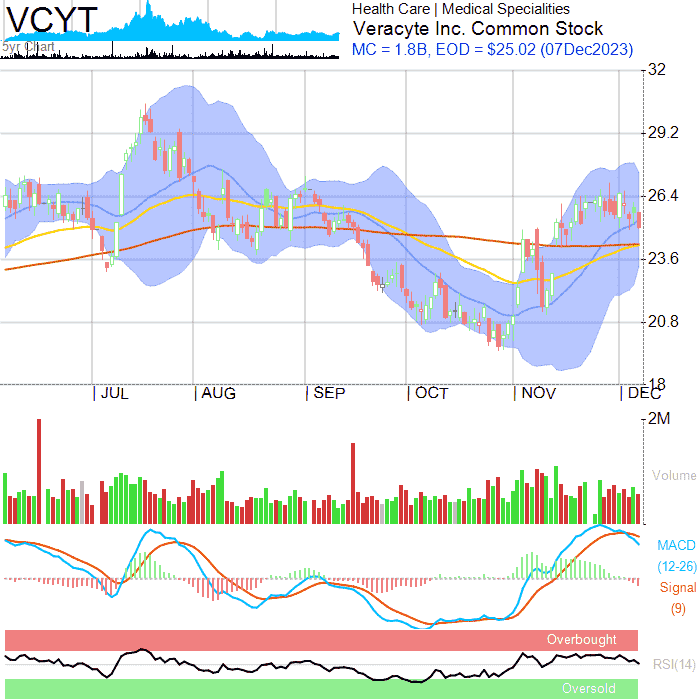 VCYT
5yr Chart
Health Care | Medical Specialities
Veracyte Inc. Common Stock
MC = 1.8B, EOD = $25.02 (07Dec2023)
32
29.2
26.4
23.6
20.8
18
JUL AUG SEP OCT NOV DEC
2M
Volume
MACD
(12-26)
Signal
(9)
Overbought
RSI(14)
Oversold